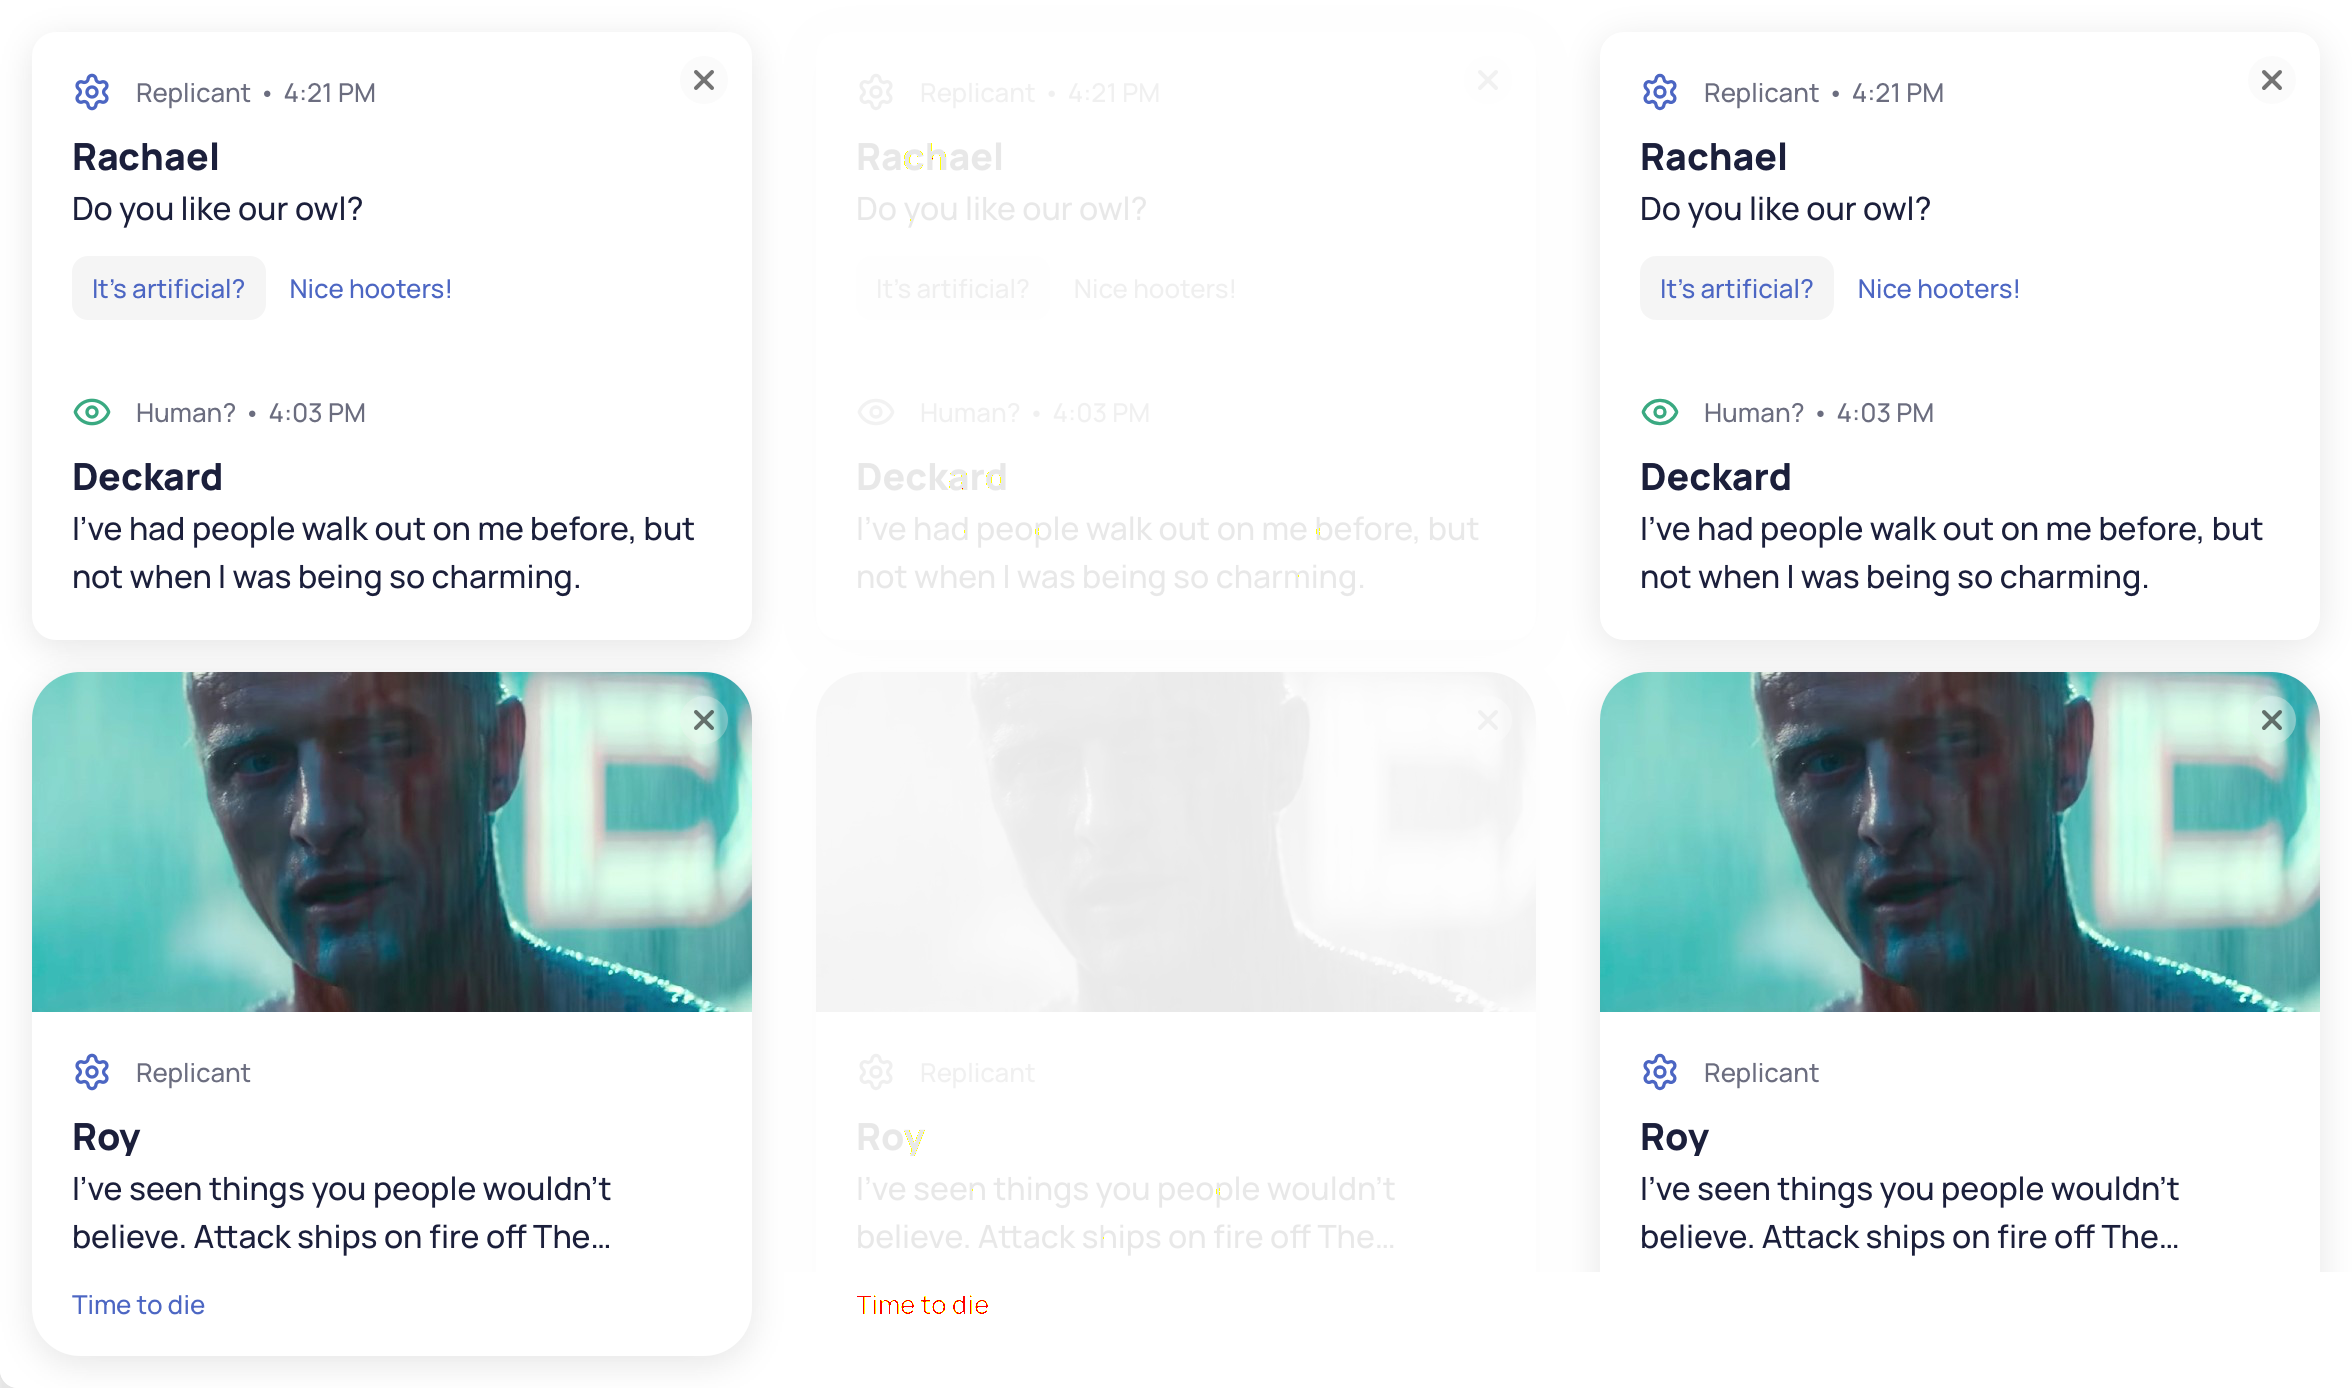 Replicant • 4:21 PM
Rachael
Do you like our owl?
It's artificial? Nice hooters!
Human? • 4:03 PM
Deckard
I've had people walk out on me before, but
not when I was being so charming.
Replicant
Roy
I've seen things you people wouldn't
believe. Attack ships on fire off The...
Time to die
Replicant • 4:21 PM
Rachael
Do you like our owl?
It's artificial? Nice hooters!
Human? • 4:03 PM
Deckard
I've had people walk out on me before, but
not when I was being so charming.
Replicant
Roy
I've seen things you people wouldn't
believe. Attack ships on fire off The...
Time to die
Replicant • 4:21 PM
Rachael
Do you like our owl?
It's artificial? Nice hooters!
Human? • 4:03 PM
Deckard
I've had people walk out on me before, but
not when I was being so charming.
Replicant
Roy
I've seen things you people wouldn't
believe. Attack ships on fire off The...